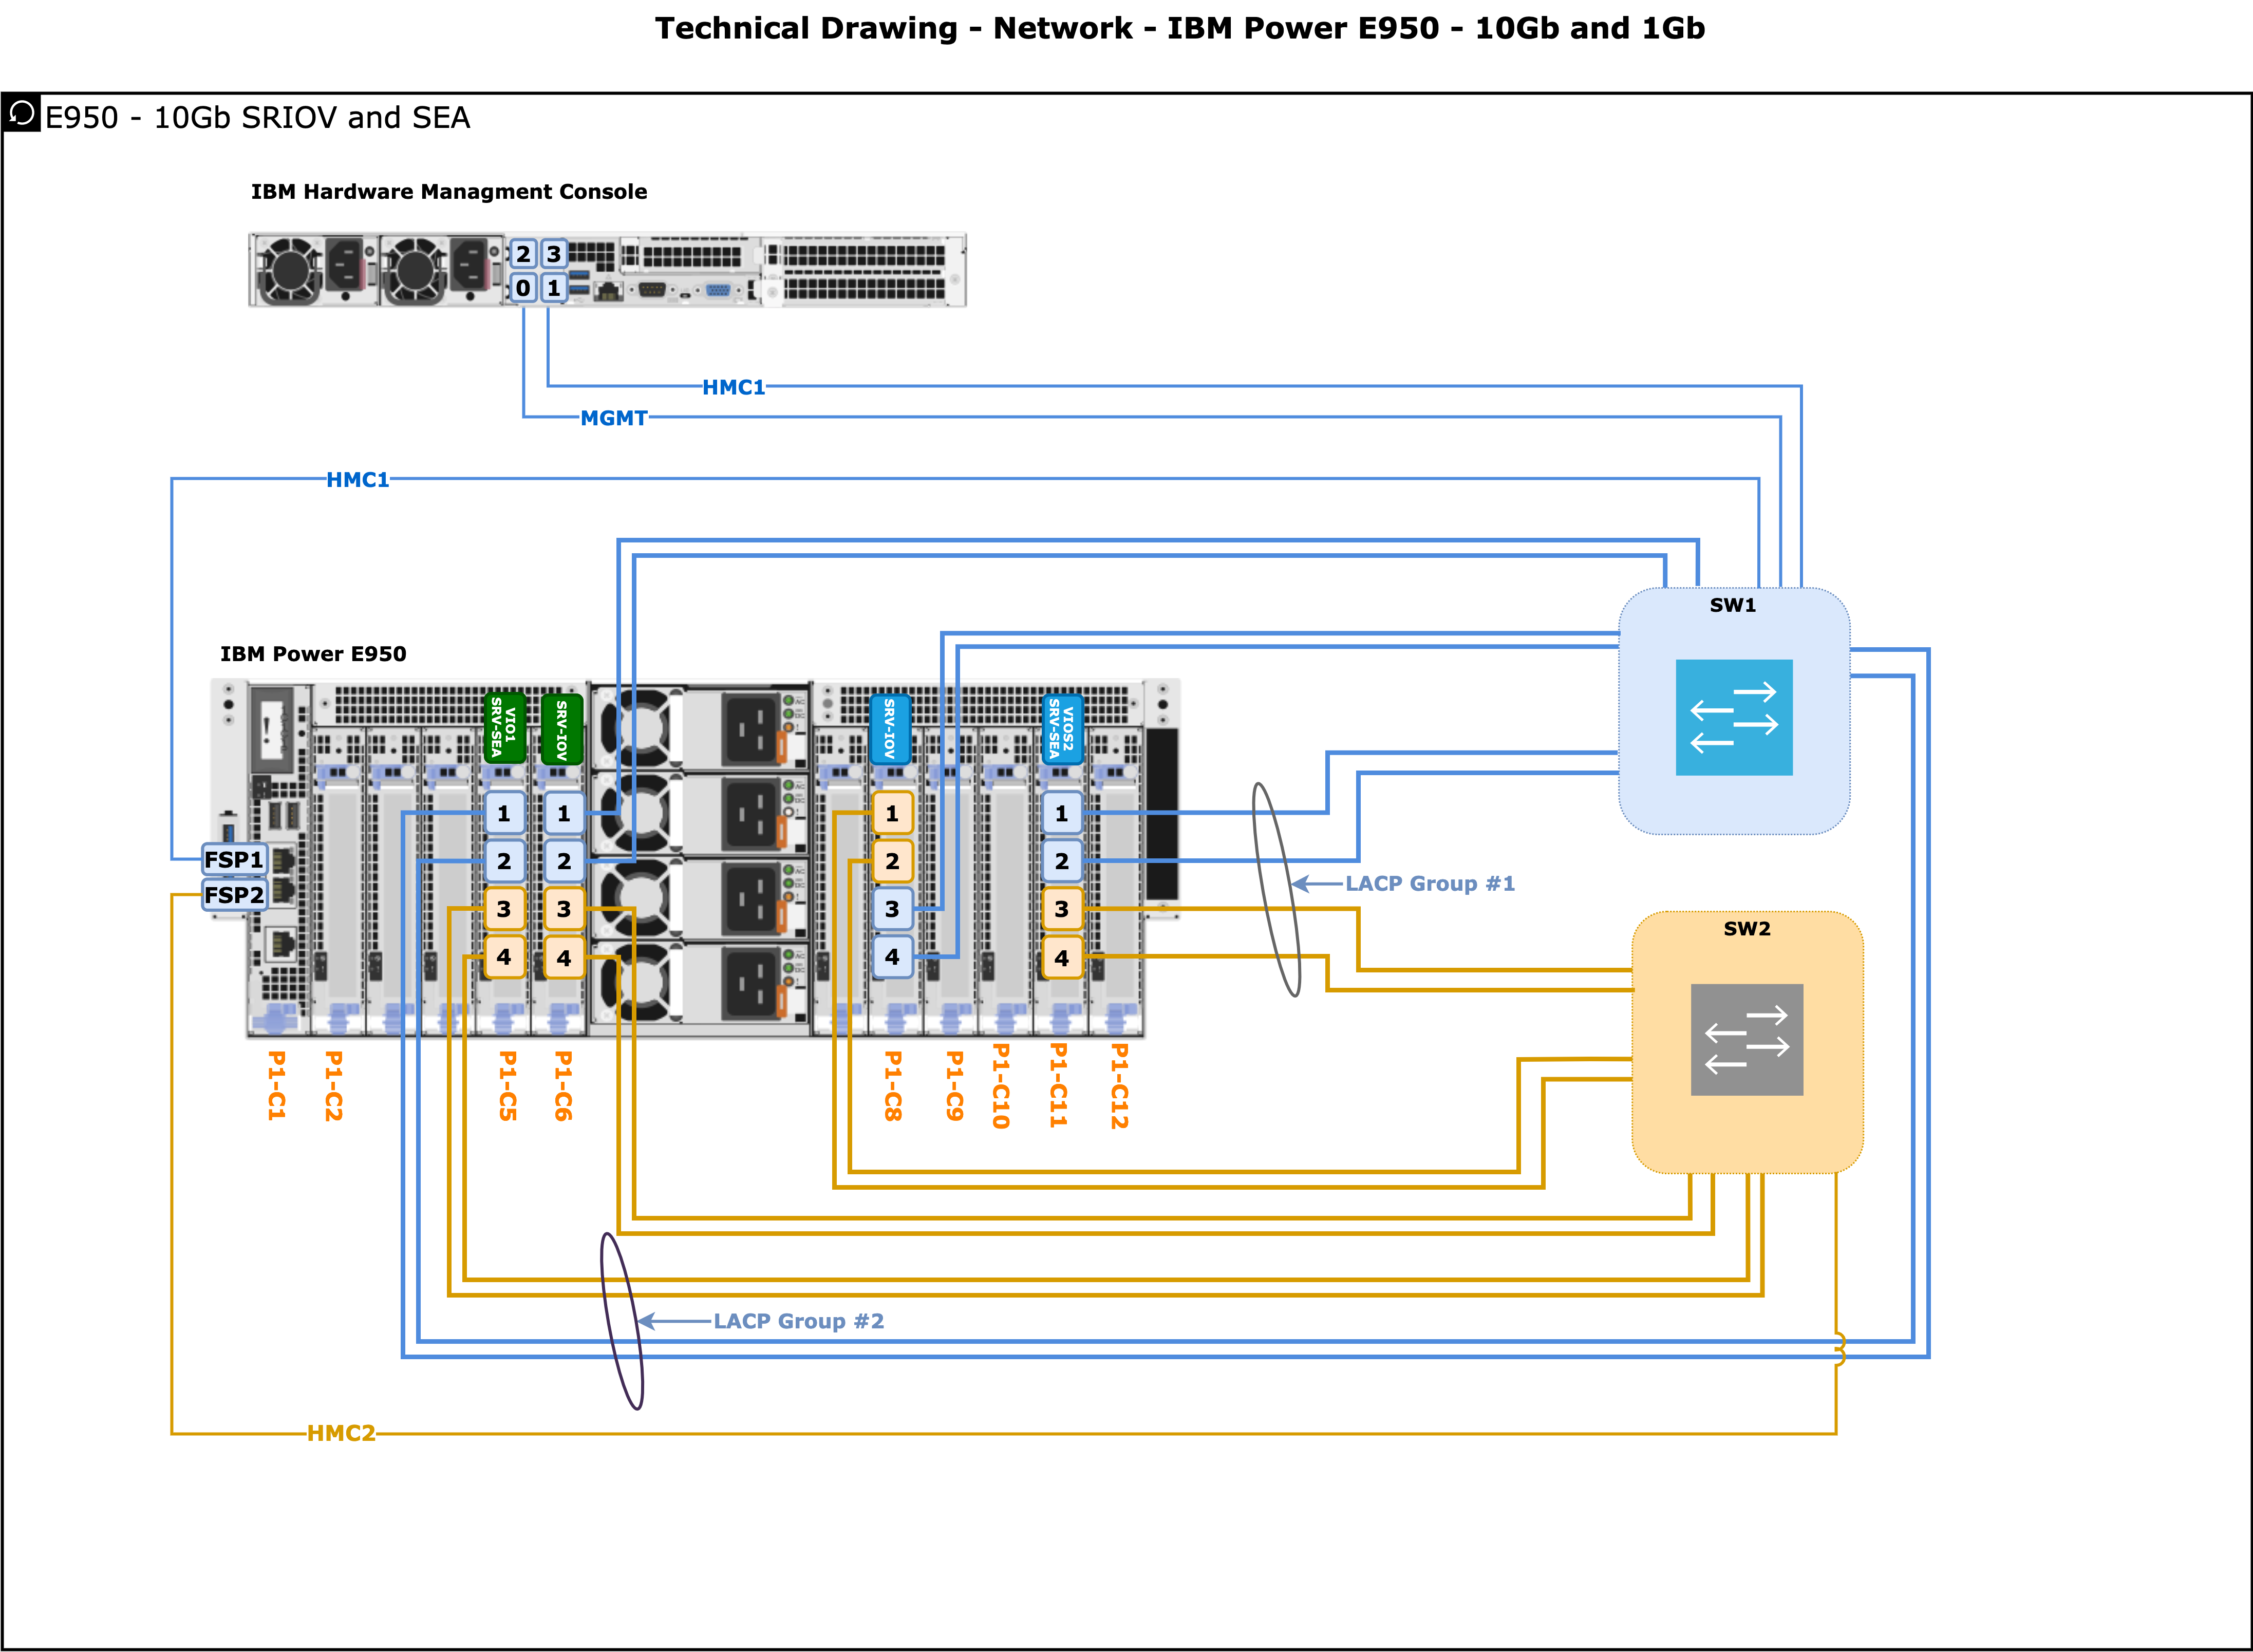 Technical Drawing - Network - IBM Power E950 - 10Gb and 1Gb
E950 - 10Gb SRIOV and SEA
IBM Hardware Managment Console
2 3
0 1
HMC1
MGMT
HMC1
SW1
IBM Power E950
VIO1
SRV-SEA
SRV-IOV
SRV-IOV
VIOS2
SRV-SEA
1 1 1 1
2 2 2 2
3 3 3 3
4 4 4 4
FSP1
FSP2
LACP Group #1
SW2
P1-C1
P1-C2
P1-C5
P1-C6
P1-C8
P1-C9
P1-C10
P1-C11
P1-C12
LACP Group #2
HMC2